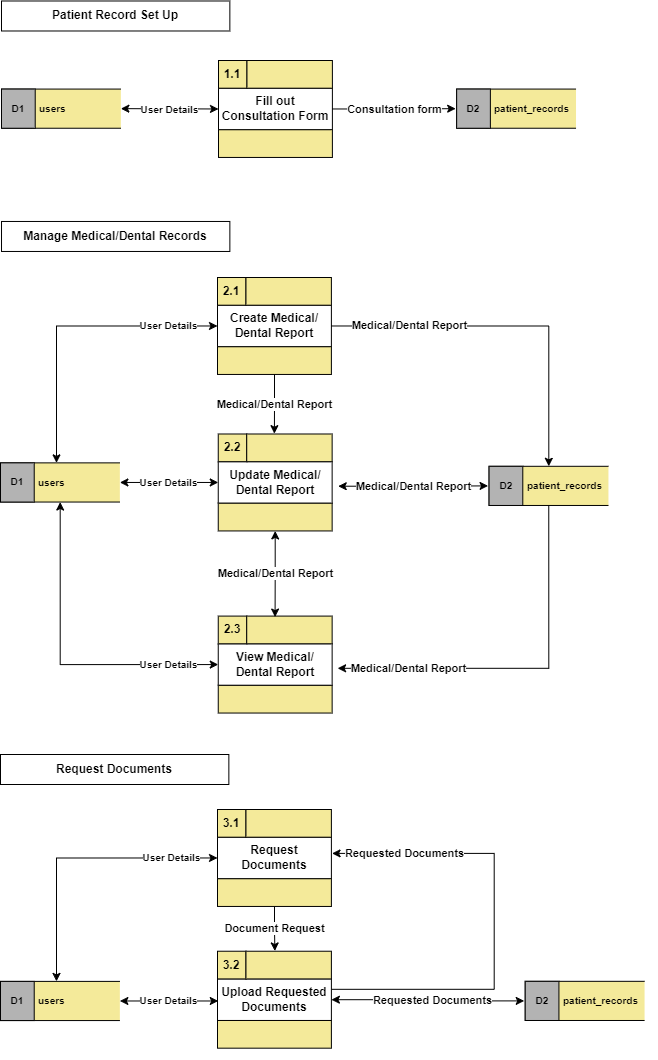 Patient Record Set Up
1.1
D1 users
User Details
Fill out
Consultation Form
Consultation form
D2 patient_records
Manage Medical/Dental Records
2.1
User Details
Create Medical/
Dental Report
Medical/Dental Report
Medical/Dental Report
2.2
D1 users
User Details
Update Medical/
Dental Report
Medical/Dental Report
D2 patient_records
Medical/Dental Report
2.3
User Details
View Medical/
Dental Report
Medical/Dental Report
Request Documents
3.1
User Details
Request
Documents
Requested Documents
Document Request
3.2
D1 users
User Details
Upload Requested
Documents
Requested Documents
D2 patient_records